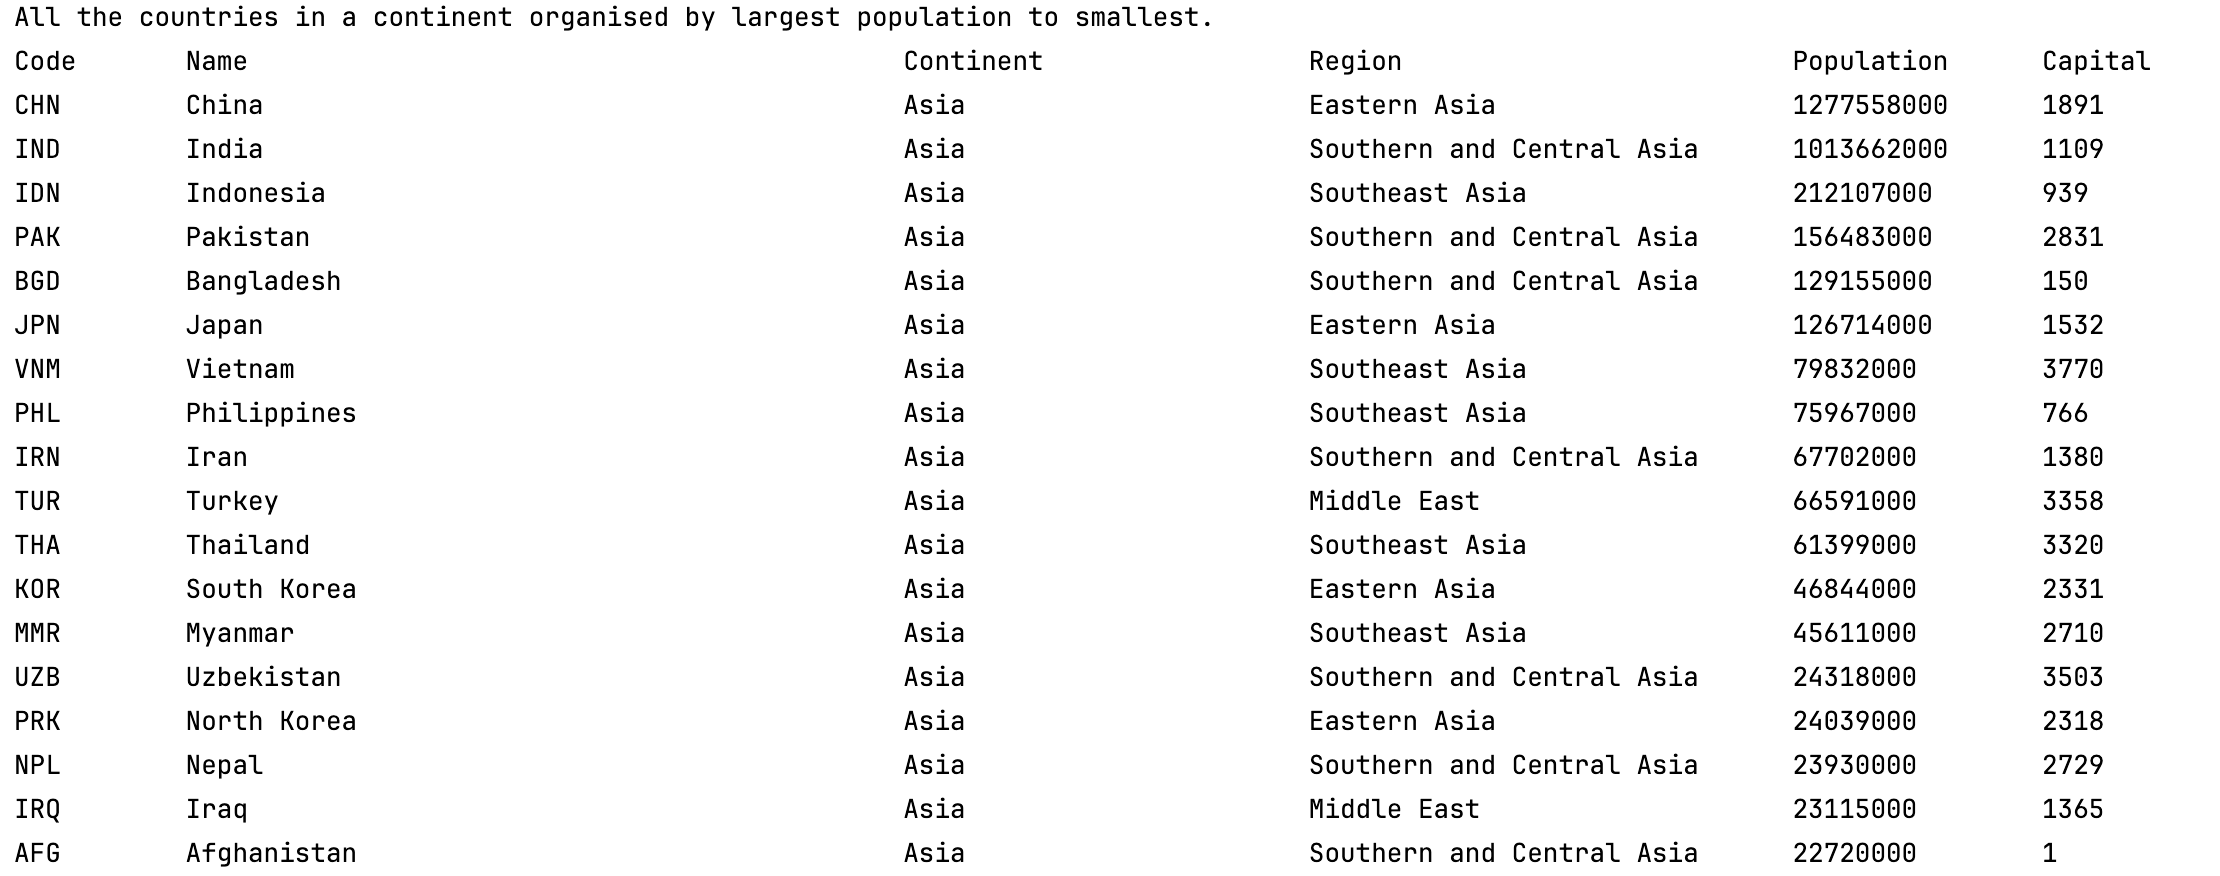 All the countries in a continent organised by largest population to smallest.
Code Name Continent Region Population Capital
CHN China Asia Eastern Asia 1277558000 1891
IND India Asia Southern and Central Asia 1013662000 1109
IDN Indonesia Asia Southeast Asia 212107000 939
PAK Pakistan Asia Southern and Central Asia 156483000 2831
BGD Bangladesh Asia Southern and Central Asia 129155000 150
JPN Japan Asia Eastern Asia 126714000 1532
VNM Vietnam Asia Southeast Asia 79832000 3770
PHL Philippines Asia Southeast Asia 75967000 766
IRN Iran Asia Southern and Central Asia 67702000 1380
TUR Turkey Asia Middle East 66591000 3358
THA Thailand Asia Southeast Asia 61399000 3320
KOR South Korea Asia Eastern Asia 46844000 2331
MMR Myanmar Asia Southeast Asia 45611000 2710
UZB Uzbekistan Asia Southern and Central Asia 24318000 3503
PRK North Korea Asia Eastern Asia 24039000 2318
NPL Nepal Asia Southern and Central Asia 23930000 2729
IRQ Iraq Asia Middle East 23115000 1365
AFG Afghanistan Asia Southern and Central Asia 22720000 1